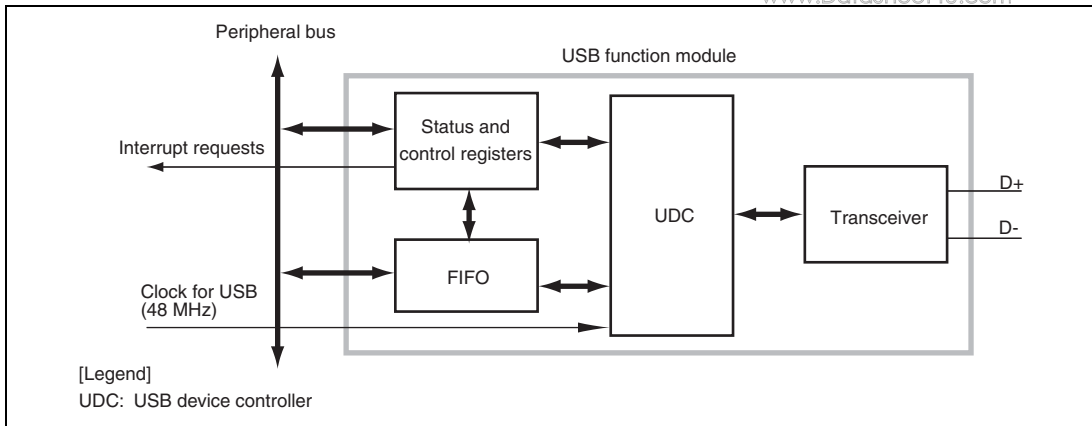 Peripheral bus
USB function module
Status and
control registers
Interrupt requests
D+
UDC
Transceiver
D-
FIFO
Clock for USB
(48 MHz)
[Legend]
UDC: USB device controller